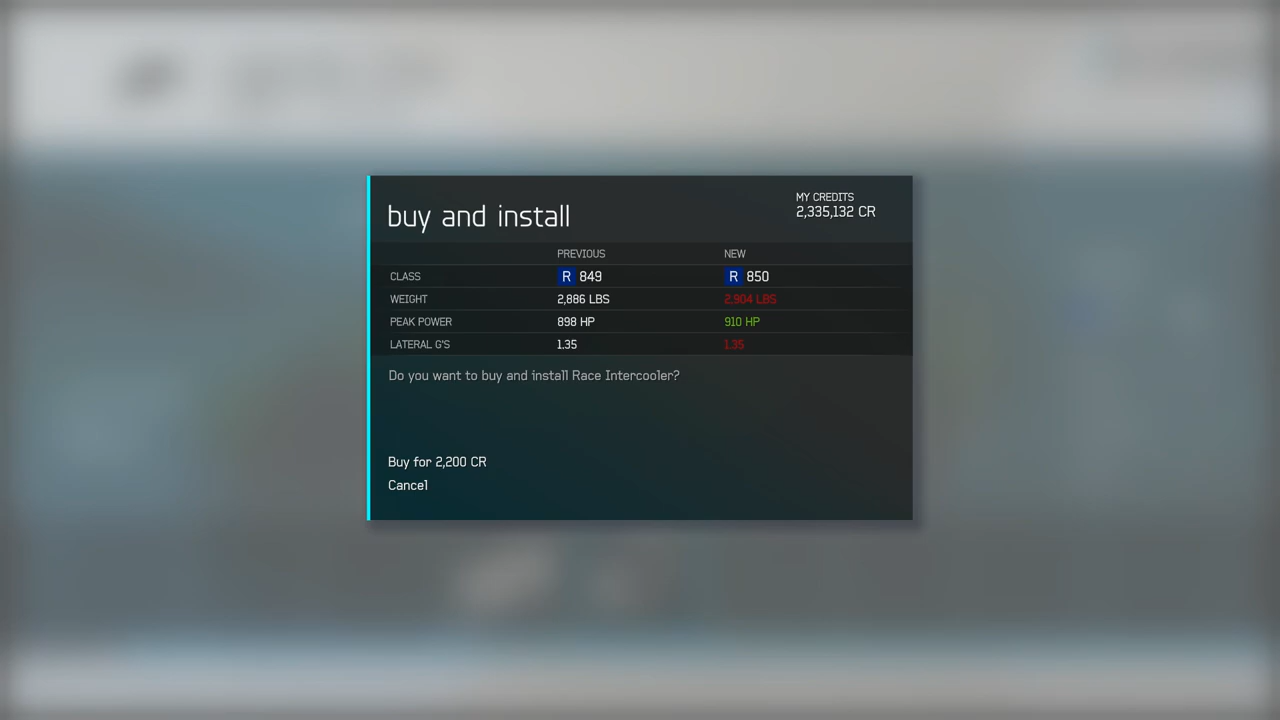 buy and install
MY CREDITS
2,335,132 CR
PREVIOUS NEW
CLASS R 849 R 850
WEIGHT 2,886 LBS 2,904 LBS
PEAK POWER 898 HP 910 HP
LATERAL G'S 1.35 1.35
Do you want to buy and install Race Intercooler?
Buy for 2,200 CR
Cancel